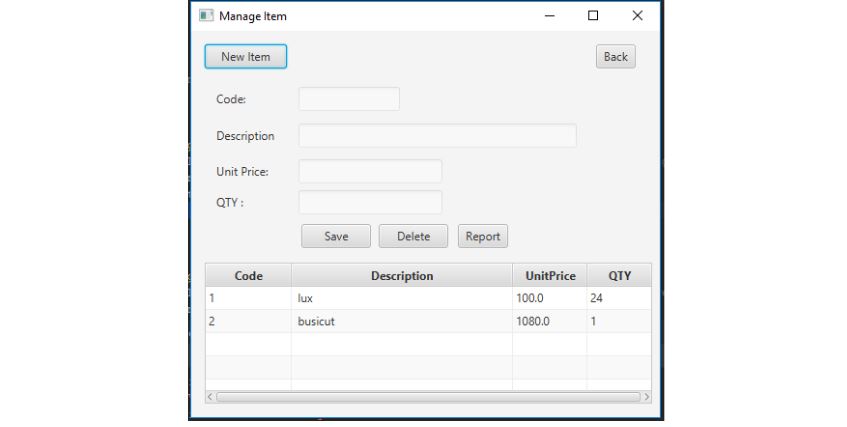 Manage Item
New Item Back
Code:
Description
Unit Price:
QTY :
Save Delete Report
Code Description UnitPrice QTY
1 lux 100.0 24
2 busicut 1080.0 1